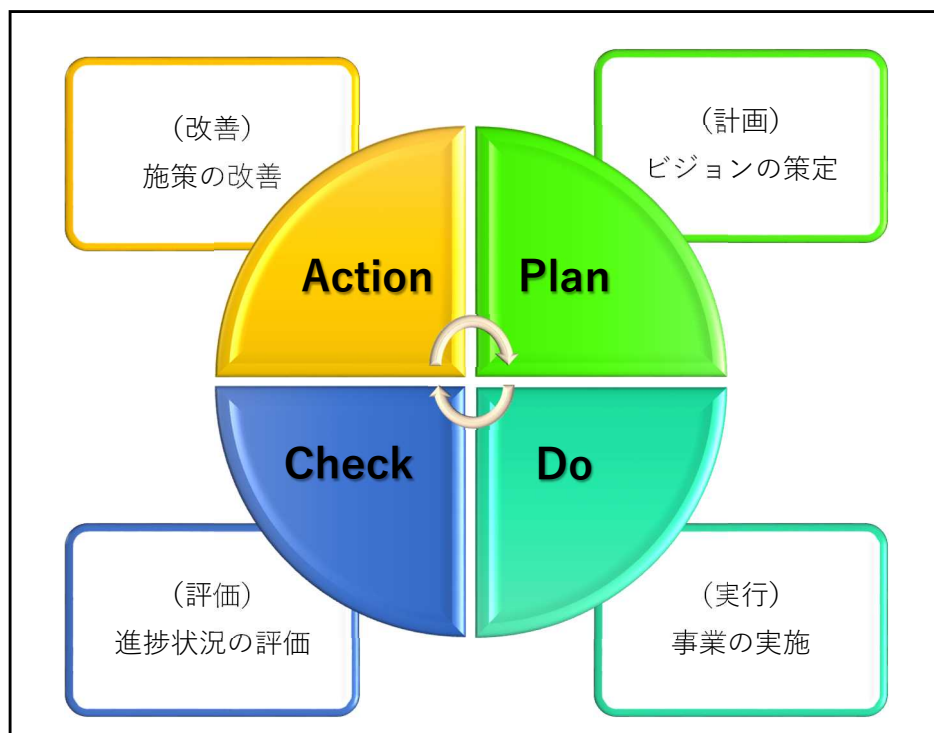 (改善)
施策の改善
(計画)
ビジョンの策定
Action
Plan
Check
Do
(評価)
進捗状況の評価
(実行)
事業の実施